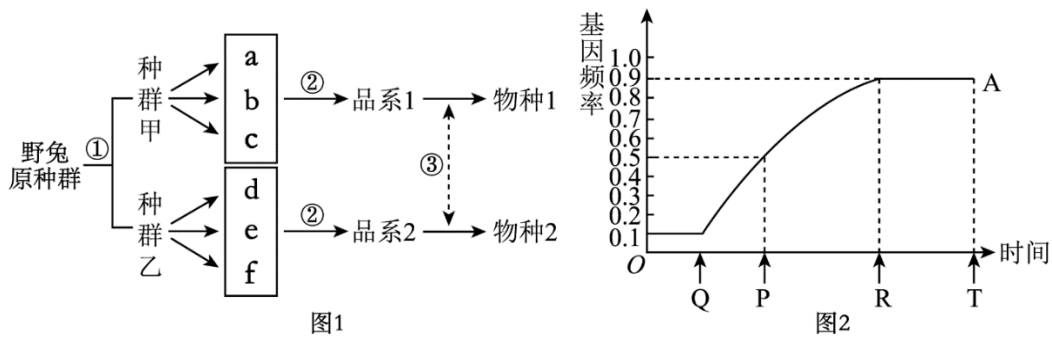 野兔
原种群
①
种
群
甲
a
b
c
②
品系1
物种1
③
种
群
乙
d
e
f
②
品系2
物种2
图1
基
因
频
率
1.0
0.9
0.8
0.7
0.5
0.4
0.3
0.2
0.1
O
A
时间
Q
P
R
T
图2